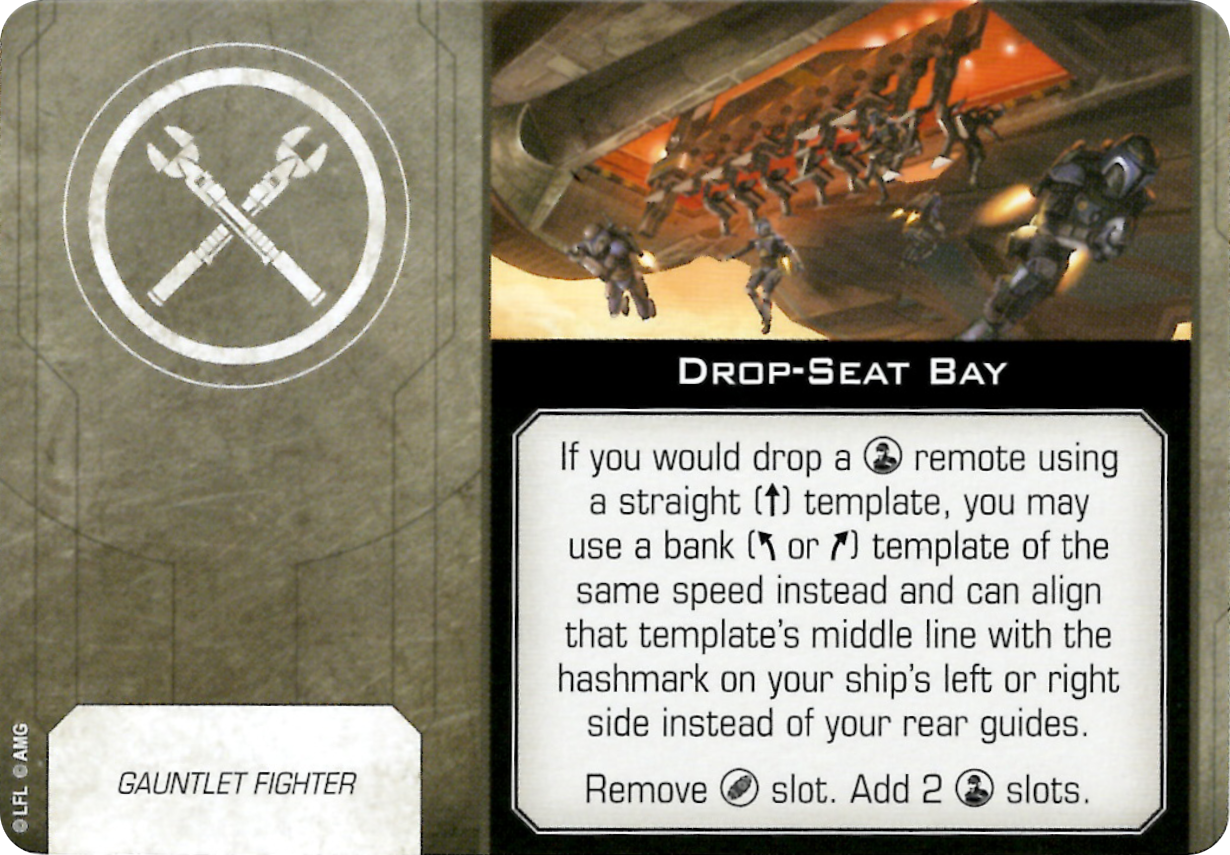 DROP-SEAT BAY
If you would drop a remote using
a straight (↑) template, you may
use a bank (↖ or ↗) template of the
same speed instead and can align
that template's middle line with the
hashmark on your ship's left or right
side instead of your rear guides.
Remove slot. Add 2 slots.
GAUNTLET FIGHTER
© LFL © AMG